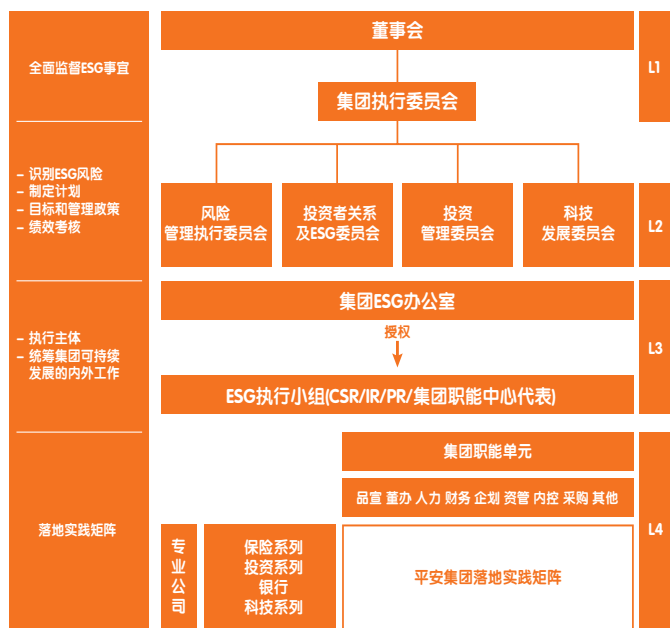 全面监督ESG事宜
董事会
集团执行委员会
L1
– 识别ESG风险
– 制定计划
– 目标和管理政策
– 绩效考核
风险
管理执行委员会
投资者关系
及ESG委员会
投资
管理委员会
科技
发展委员会
L2
– 执行主体
– 统筹集团可持续
发展的内外工作
集团ESG办公室
授权
ESG执行小组(CSR/IR/PR/集团职能中心代表)
L3
落地实践矩阵
集团职能单元
品宣 董办 人力 财务 企划 资管 内控 采购 其他
专
业
公
司
保险系列
投资系列
银行
科技系列
平安集团落地实践矩阵
L4